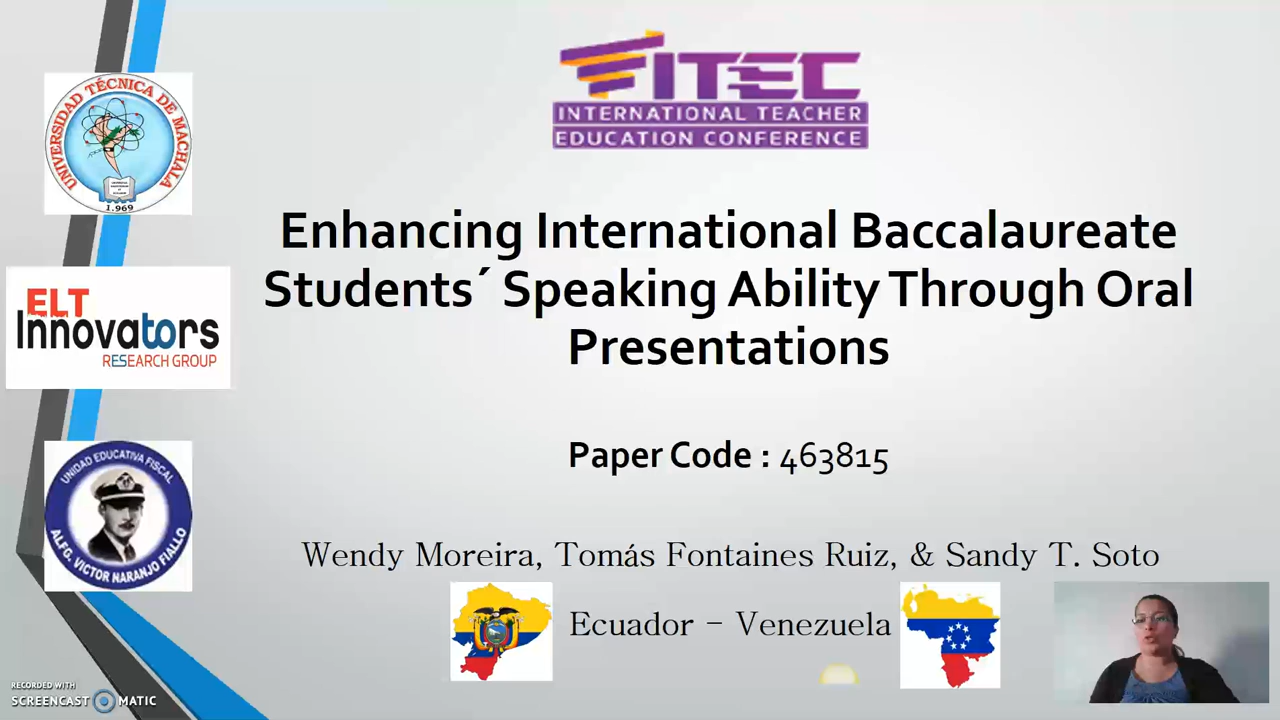 ITEC
INTERNATIONAL TEACHER
EDUCATION CONFERENCE
UNIVERSIDAD TÉCNICA DE MACHALA
1.969
Enhancing International Baccalaureate
Students´ Speaking Ability Through Oral
Presentations
ELT
Innovators
RESEARCH GROUP
Paper Code : 463815
UNIDAD EDUCATIVA FISCAL
ALFG. VICTOR NARANJO FIALLO
Wendy Moreira, Tomás Fontaines Ruiz, & Sandy T. Soto
Ecuador - Venezuela
RECORDED WITH
SCREENCAST MATIC